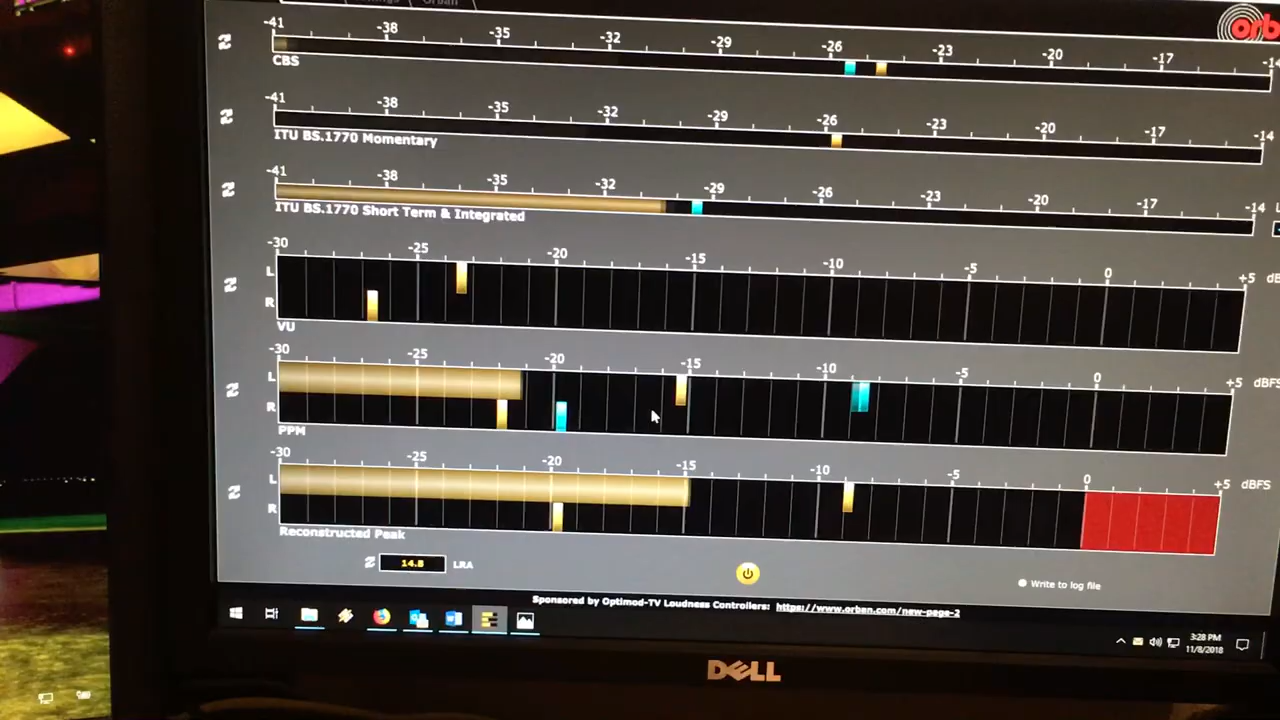 -41 -38 -35 -32 -29 -26 -23 -20 -17 -14
CBS
-41 -38 -35 -32 -29 -26 -23 -20 -17 -14
ITU BS.1770 Momentary
-41 -38 -35 -32 -29 -26 -23 -20 -17 -14
ITU BS.1770 Short Term & Integrated
-30 -25 -20 -15 -10 -5 0 +5 dB
L
R
VU
-30 -25 -20 -15 -10 -5 0 +5 dBFS
L
R
PPM
-30 -25 -20 -15 -10 -5 0 +5 dBFS
L
R
Reconstructed Peak
14.8 LRA
Write to log file
Sponsored by Optimod-TV Loudness Controllers: https://www.orban.com/new-page-2
3:28 PM
11/8/2018
DELL